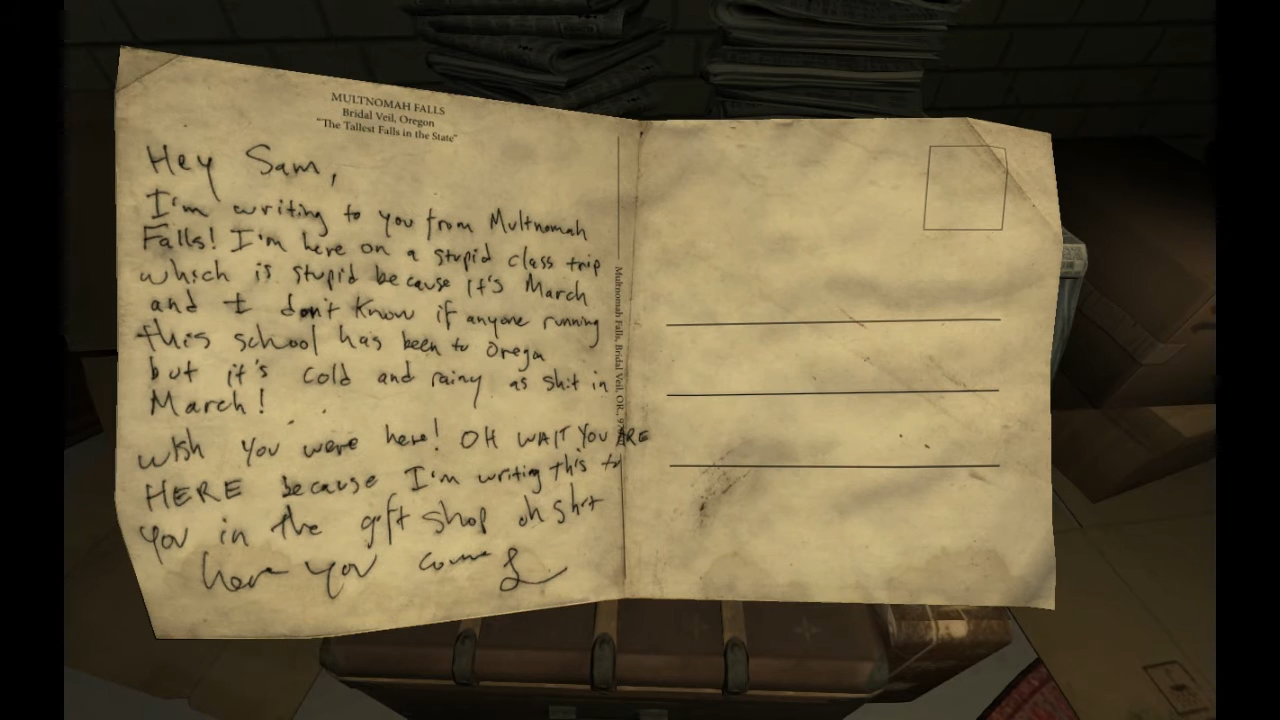 MULTNOMAH FALLS
Bridal Veil, Oregon
"The Tallest Falls in the State"
Hey Sam,
I'm writing to you from Multnomah
Falls! I'm here on a stupid class trip
which is stupid because it's March
and I don't know if anyone running
this school has been to Oregon
but it's cold and rainy as shit in
March!
wish you were here! OH WAIT YOU ARE
HERE because I'm writing this to
you in the gift shop oh shit
here you come
Multnomah Falls, Bridal Veil, OR.,